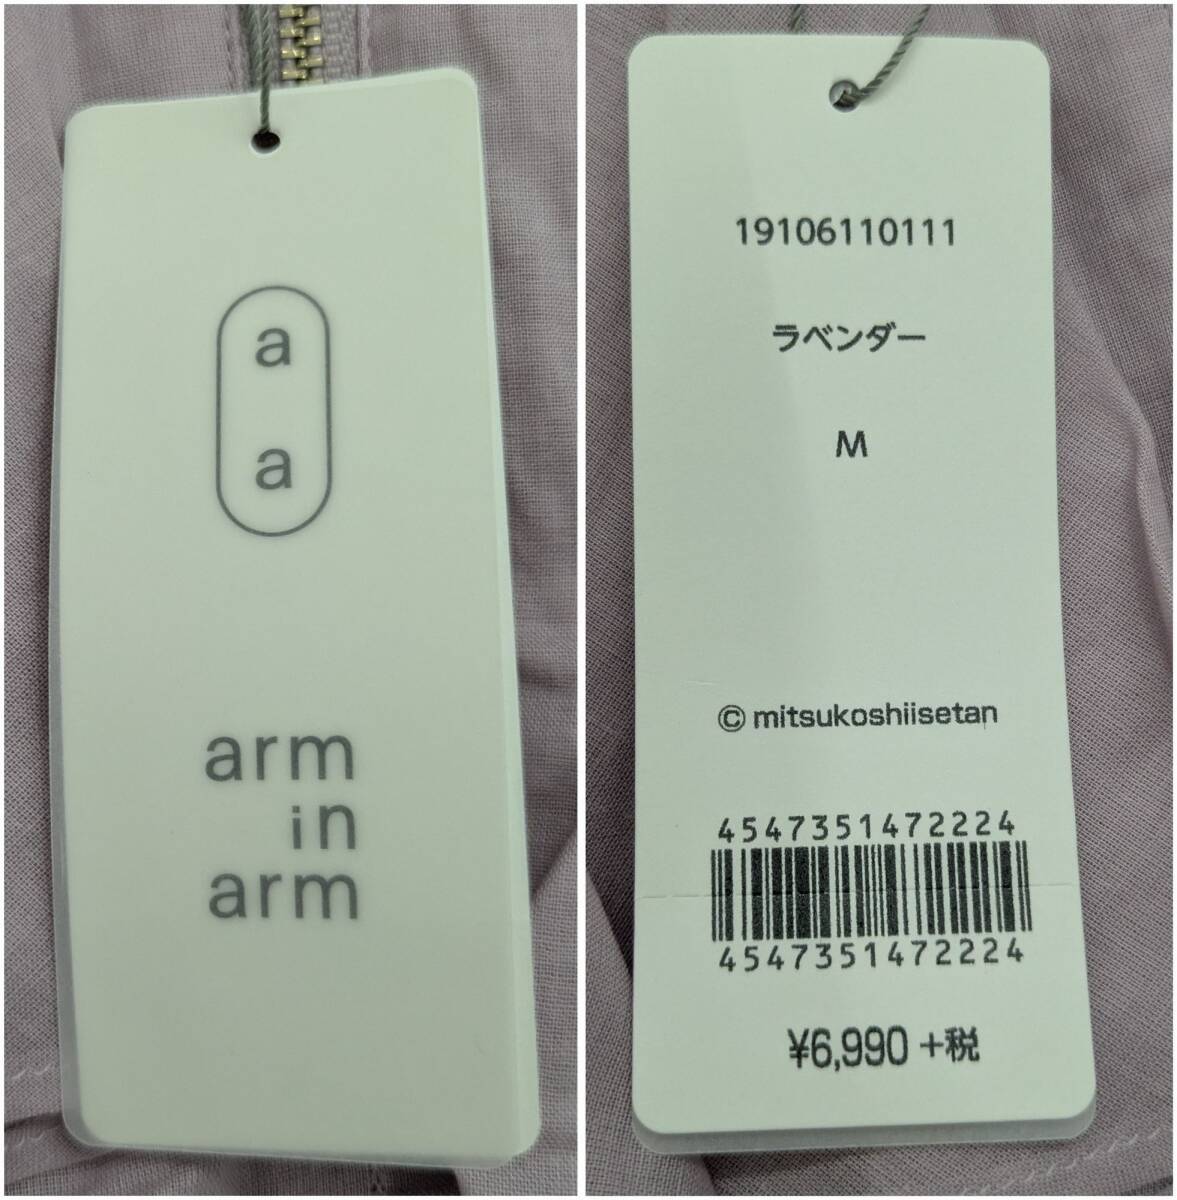 a
a
arm
in
arm
19106110111
ラベンダー
M
© mitsukoshiisetan
4547351472224
4547351472224
¥6,990 +税